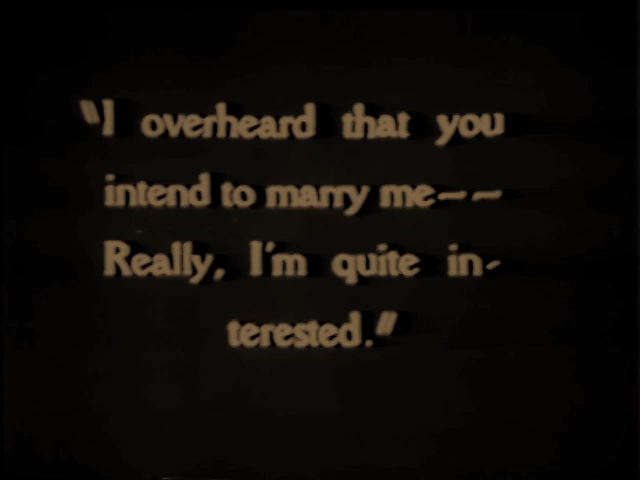 "I overheard that you
intend to marry me--
Really, I'm quite in-
terested."